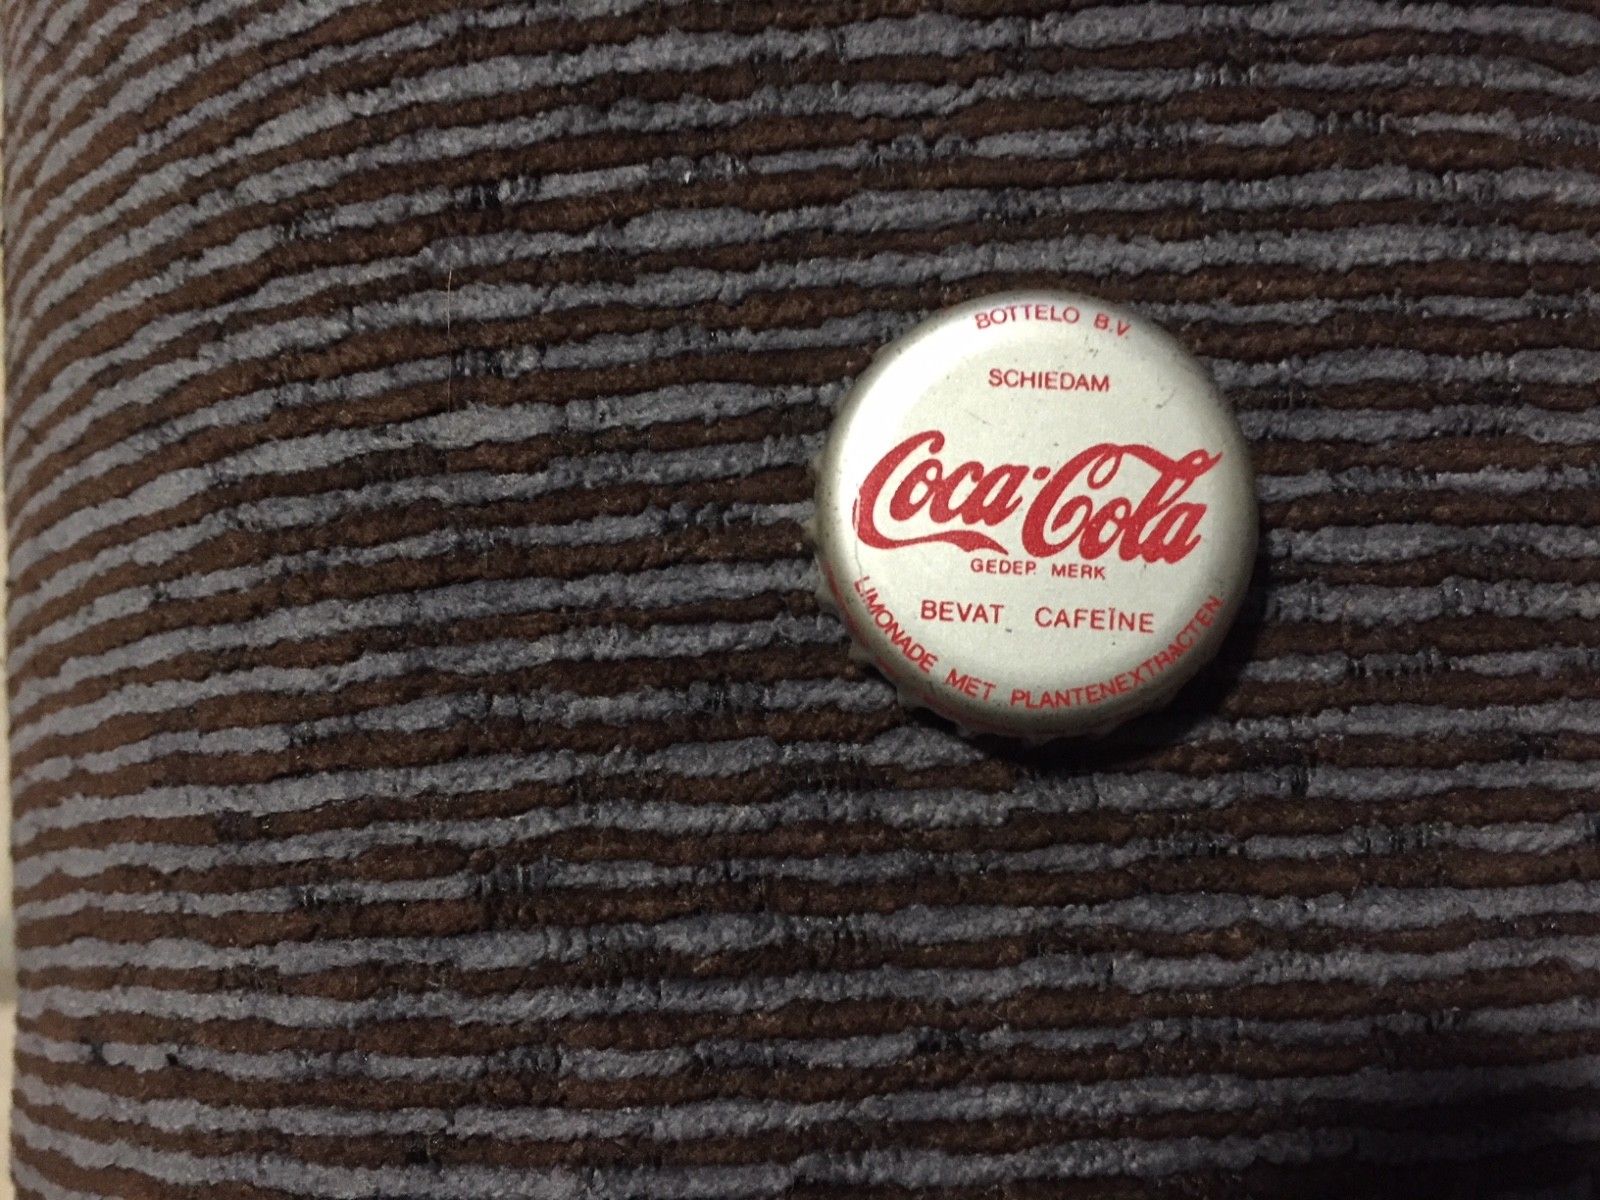 BOTTELO B.V.
SCHIEDAM
Coca-Cola
GEDEP. MERK
BEVAT CAFEÏNE
LIMONADE MET PLANTENEXTRACTEN